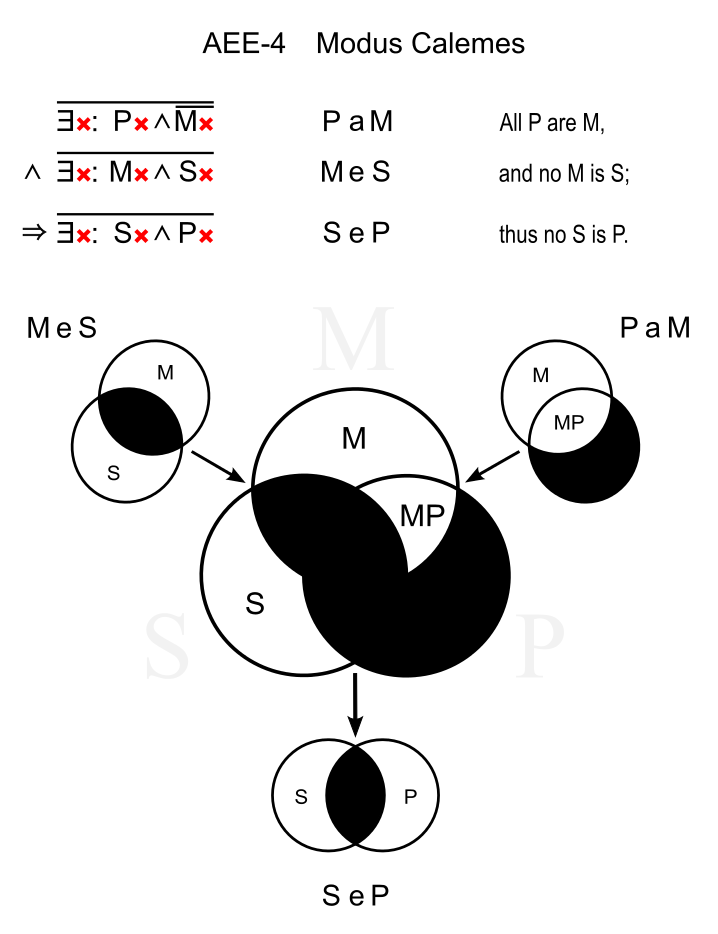 AEE-4 Modus Calemes
∃x: Px ∧ M̅x̅ P a M All P are M,
∧ ∃x: Mx ∧ Sx M e S and no M is S;
⇒ ∃x: Sx ∧ Px S e P thus no S is P.
M
M e S
P a M
M
M
MP
S
M
MP
S
S
P
S
P
S e P